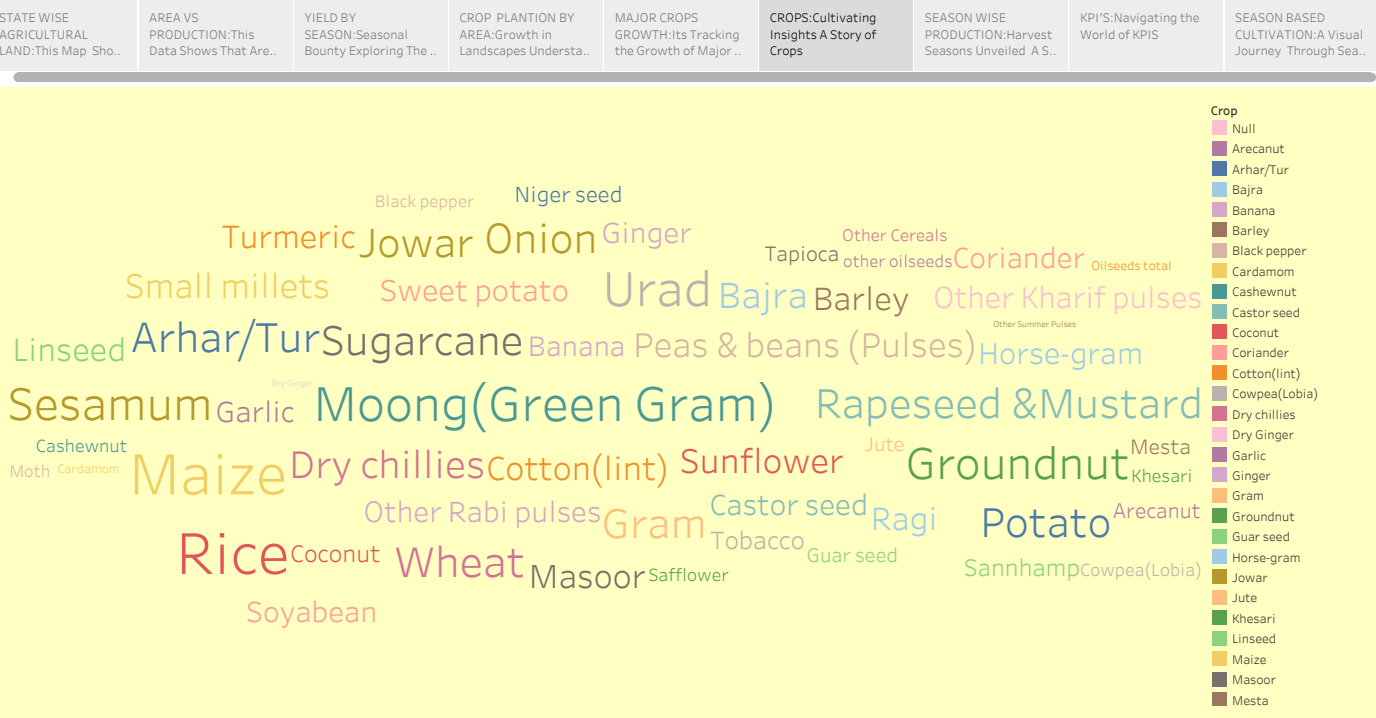 STATE WISE
AGRICULTURAL
LAND:This Map Sho..
AREA VS
PRODUCTION:This
Data Shows That Are..
YIELD BY
SEASON:Seasonal
Bounty Exploring The ..
CROP PLANTION BY
AREA:Growth in
Landscapes Understa..
MAJOR CROPS
GROWTH:Its Tracking
the Growth of Major ..
CROPS:Cultivating
Insights A Story of
Crops
SEASON WISE
PRODUCTION:Harvest
Seasons Unveiled A S..
KPI'S:Navigating the
World of KPIS
SEASON BASED
CULTIVATION:A Visual
Journey Through Sea..
Black pepper Niger seed
Turmeric Jowar Onion Ginger
Other Cereals
Tapioca other oilseeds Coriander Oilseeds total
Small millets Sweet potato Urad Bajra Barley Other Kharif pulses
Other Summer Pulses
Linseed Arhar/Tur Sugarcane Banana Peas & beans (Pulses) Horse-gram
Dry Ginger
Sesamum Garlic Moong(Green Gram) Rapeseed &Mustard
Cashewnut Jute Mesta
Moth Cardamom Maize Dry chillies Cotton(lint) Sunflower Groundnut Khesari
Other Rabi pulses Gram Castor seed Ragi Potato Arecanut
Tobacco
Rice Coconut Wheat Masoor Safflower Guar seed Sannhamp Cowpea(Lobia)
Soyabean
Crop
Null
Arecanut
Arhar/Tur
Bajra
Banana
Barley
Black pepper
Cardamom
Cashewnut
Castor seed
Coconut
Coriander
Cotton(lint)
Cowpea(Lobia)
Dry chillies
Dry Ginger
Garlic
Ginger
Gram
Groundnut
Guar seed
Horse-gram
Jowar
Jute
Khesari
Linseed
Maize
Masoor
Mesta